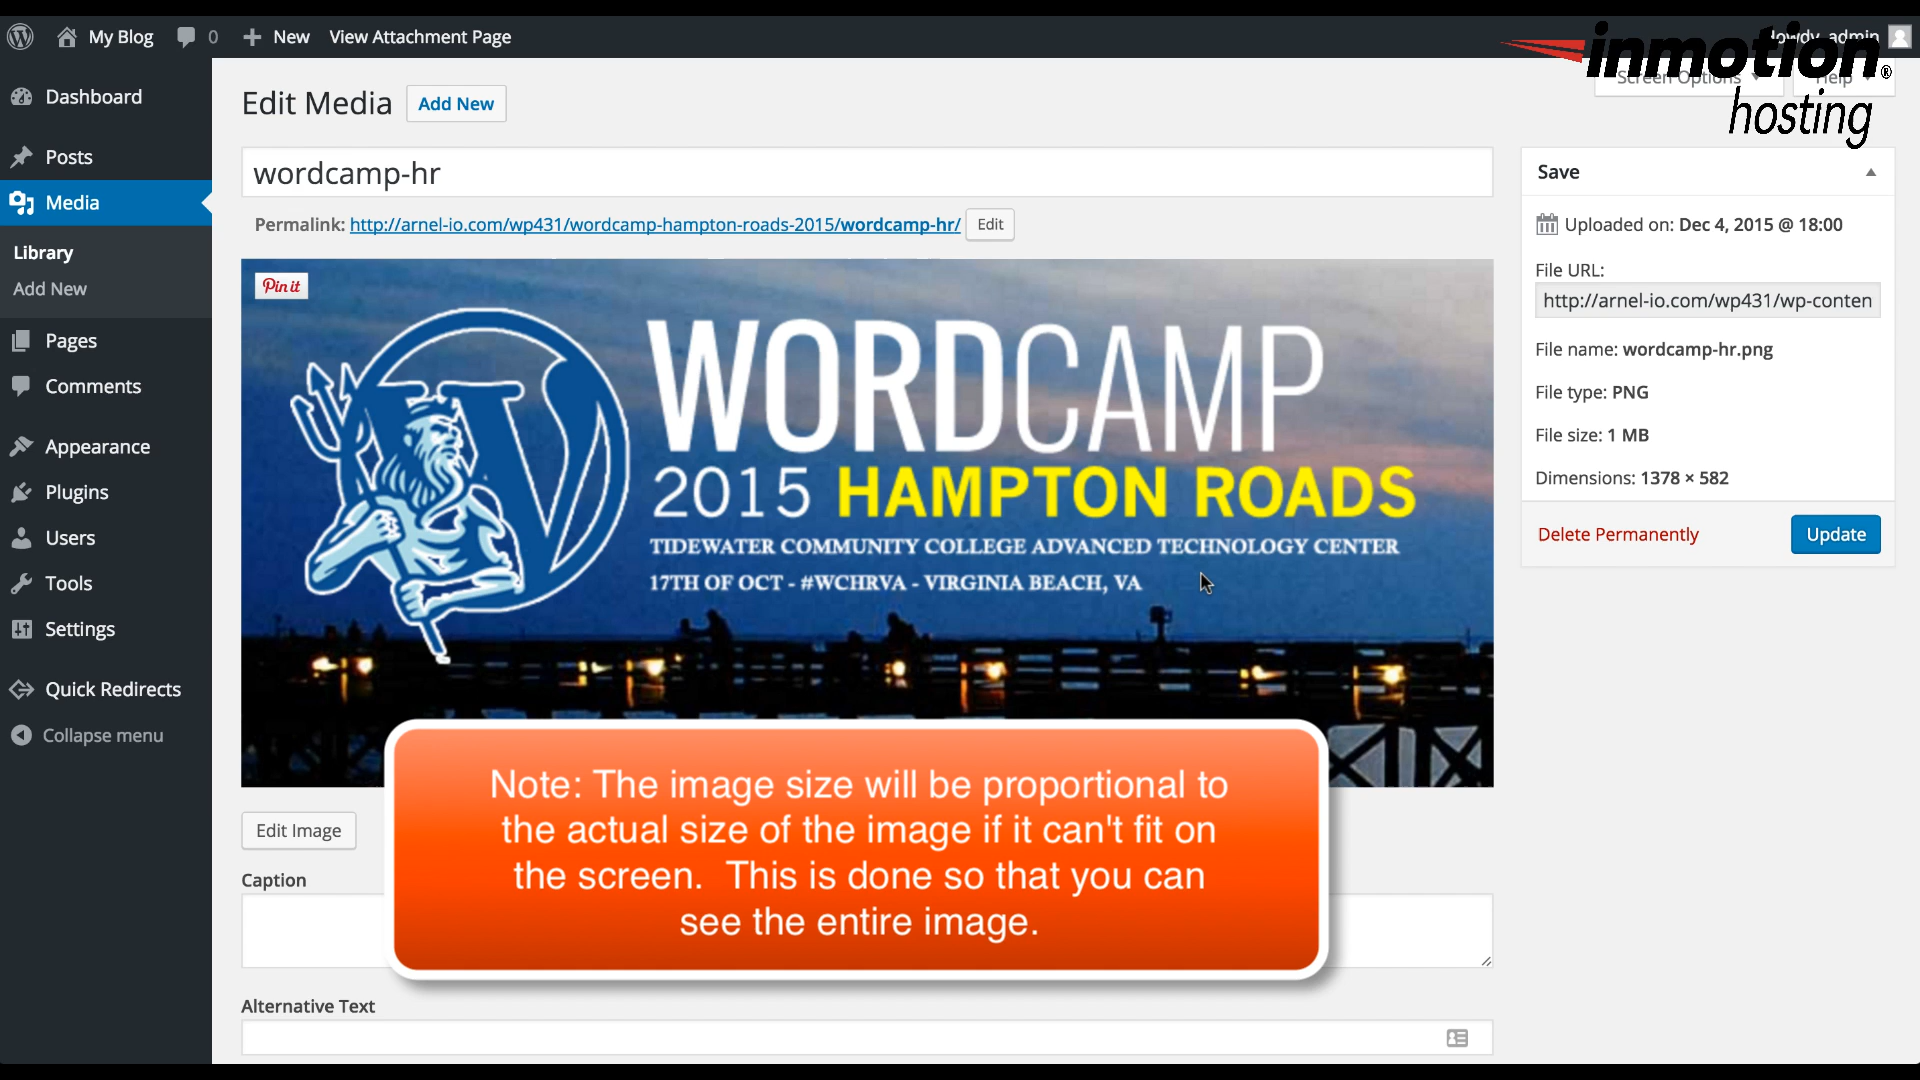 My Blog 0 New View Attachment Page
Howdy, admin
inmotion®
hosting
Screen Options Help
Dashboard
Posts
Media
Library
Add New
Pages
Comments
Appearance
Plugins
Users
Tools
Settings
Quick Redirects
Collapse menu
Edit Media Add New
wordcamp-hr
Permalink: http://arnel-io.com/wp431/wordcamp-hampton-roads-2015/wordcamp-hr/ Edit
Pin it
WORDCAMP
2015 HAMPTON ROADS
TIDEWATER COMMUNITY COLLEGE ADVANCED TECHNOLOGY CENTER
17TH OF OCT - #WCHRVA - VIRGINIA BEACH, VA
Note: The image size will be proportional to
the actual size of the image if it can't fit on
the screen. This is done so that you can
see the entire image.
Edit Image
Caption
Alternative Text
Save
Uploaded on: Dec 4, 2015 @ 18:00
File URL:
http://arnel-io.com/wp431/wp-conten
File name: wordcamp-hr.png
File type: PNG
File size: 1 MB
Dimensions: 1378 × 582
Delete Permanently Update